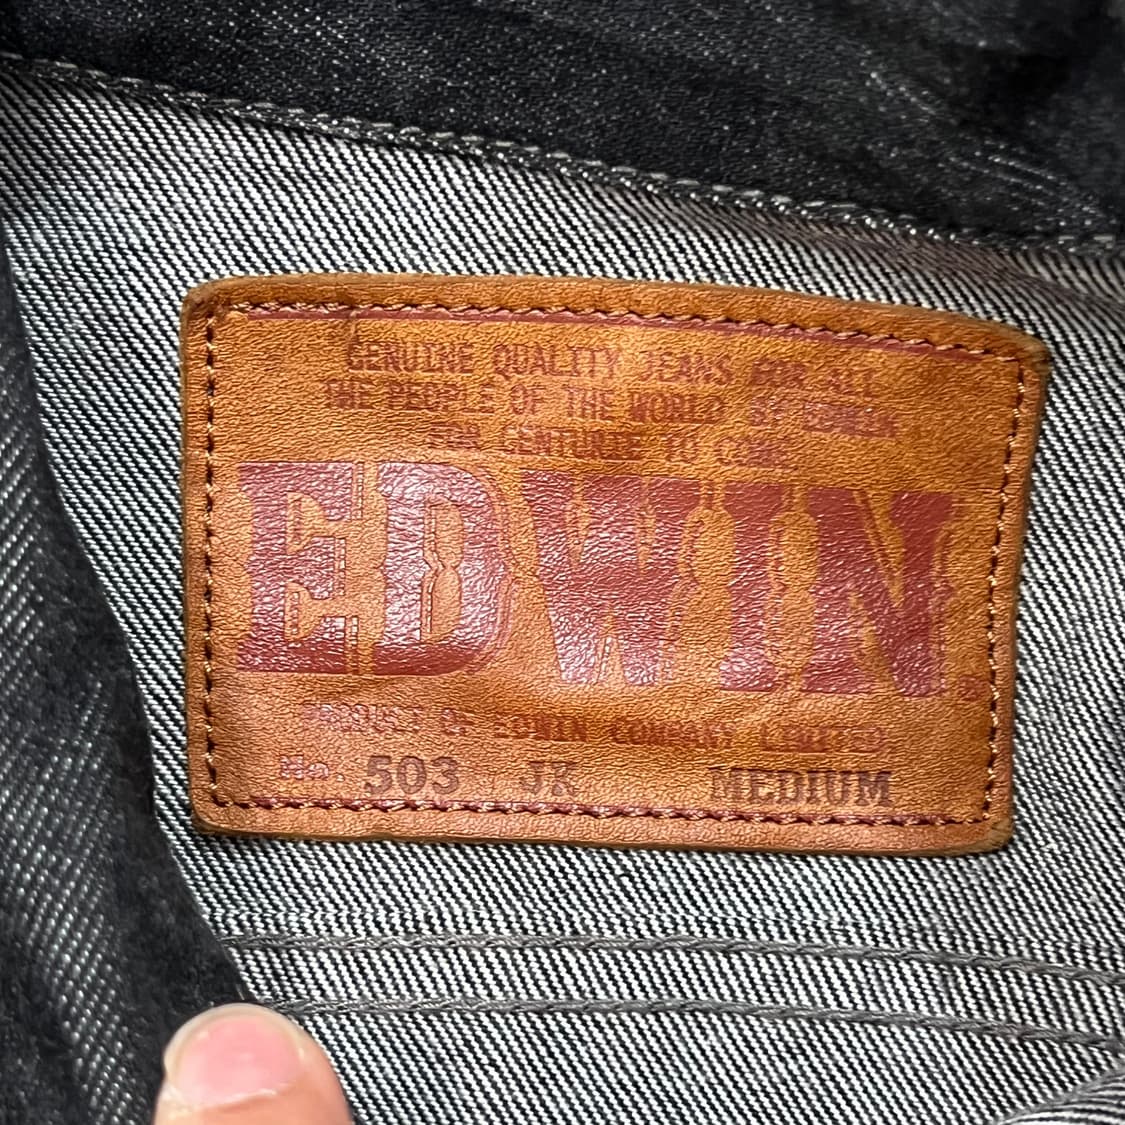 GENUINE QUALITY JEANS FOR ALL
THE PEOPLE OF THE WORLD BY EDWIN
FOR CENTURIE TO COME
EDWIN
PRODUCT OF EDWIN COMPANY LIMITED
No. 503 JK MEDIUM